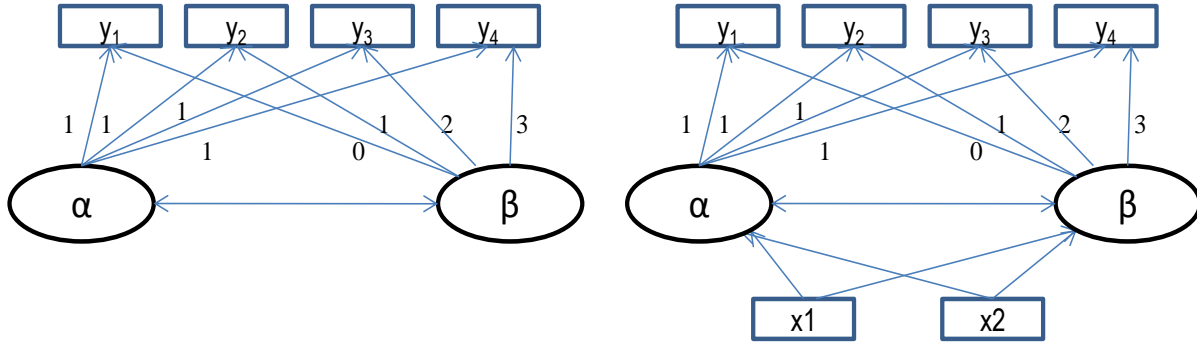 y₁ y₂ y₃ y₄ y₁ y₂ y₃ y₄
1 1 1 1 2 3 1 1 1 1 2 3
1 0 1 0
α β α β
x1 x2